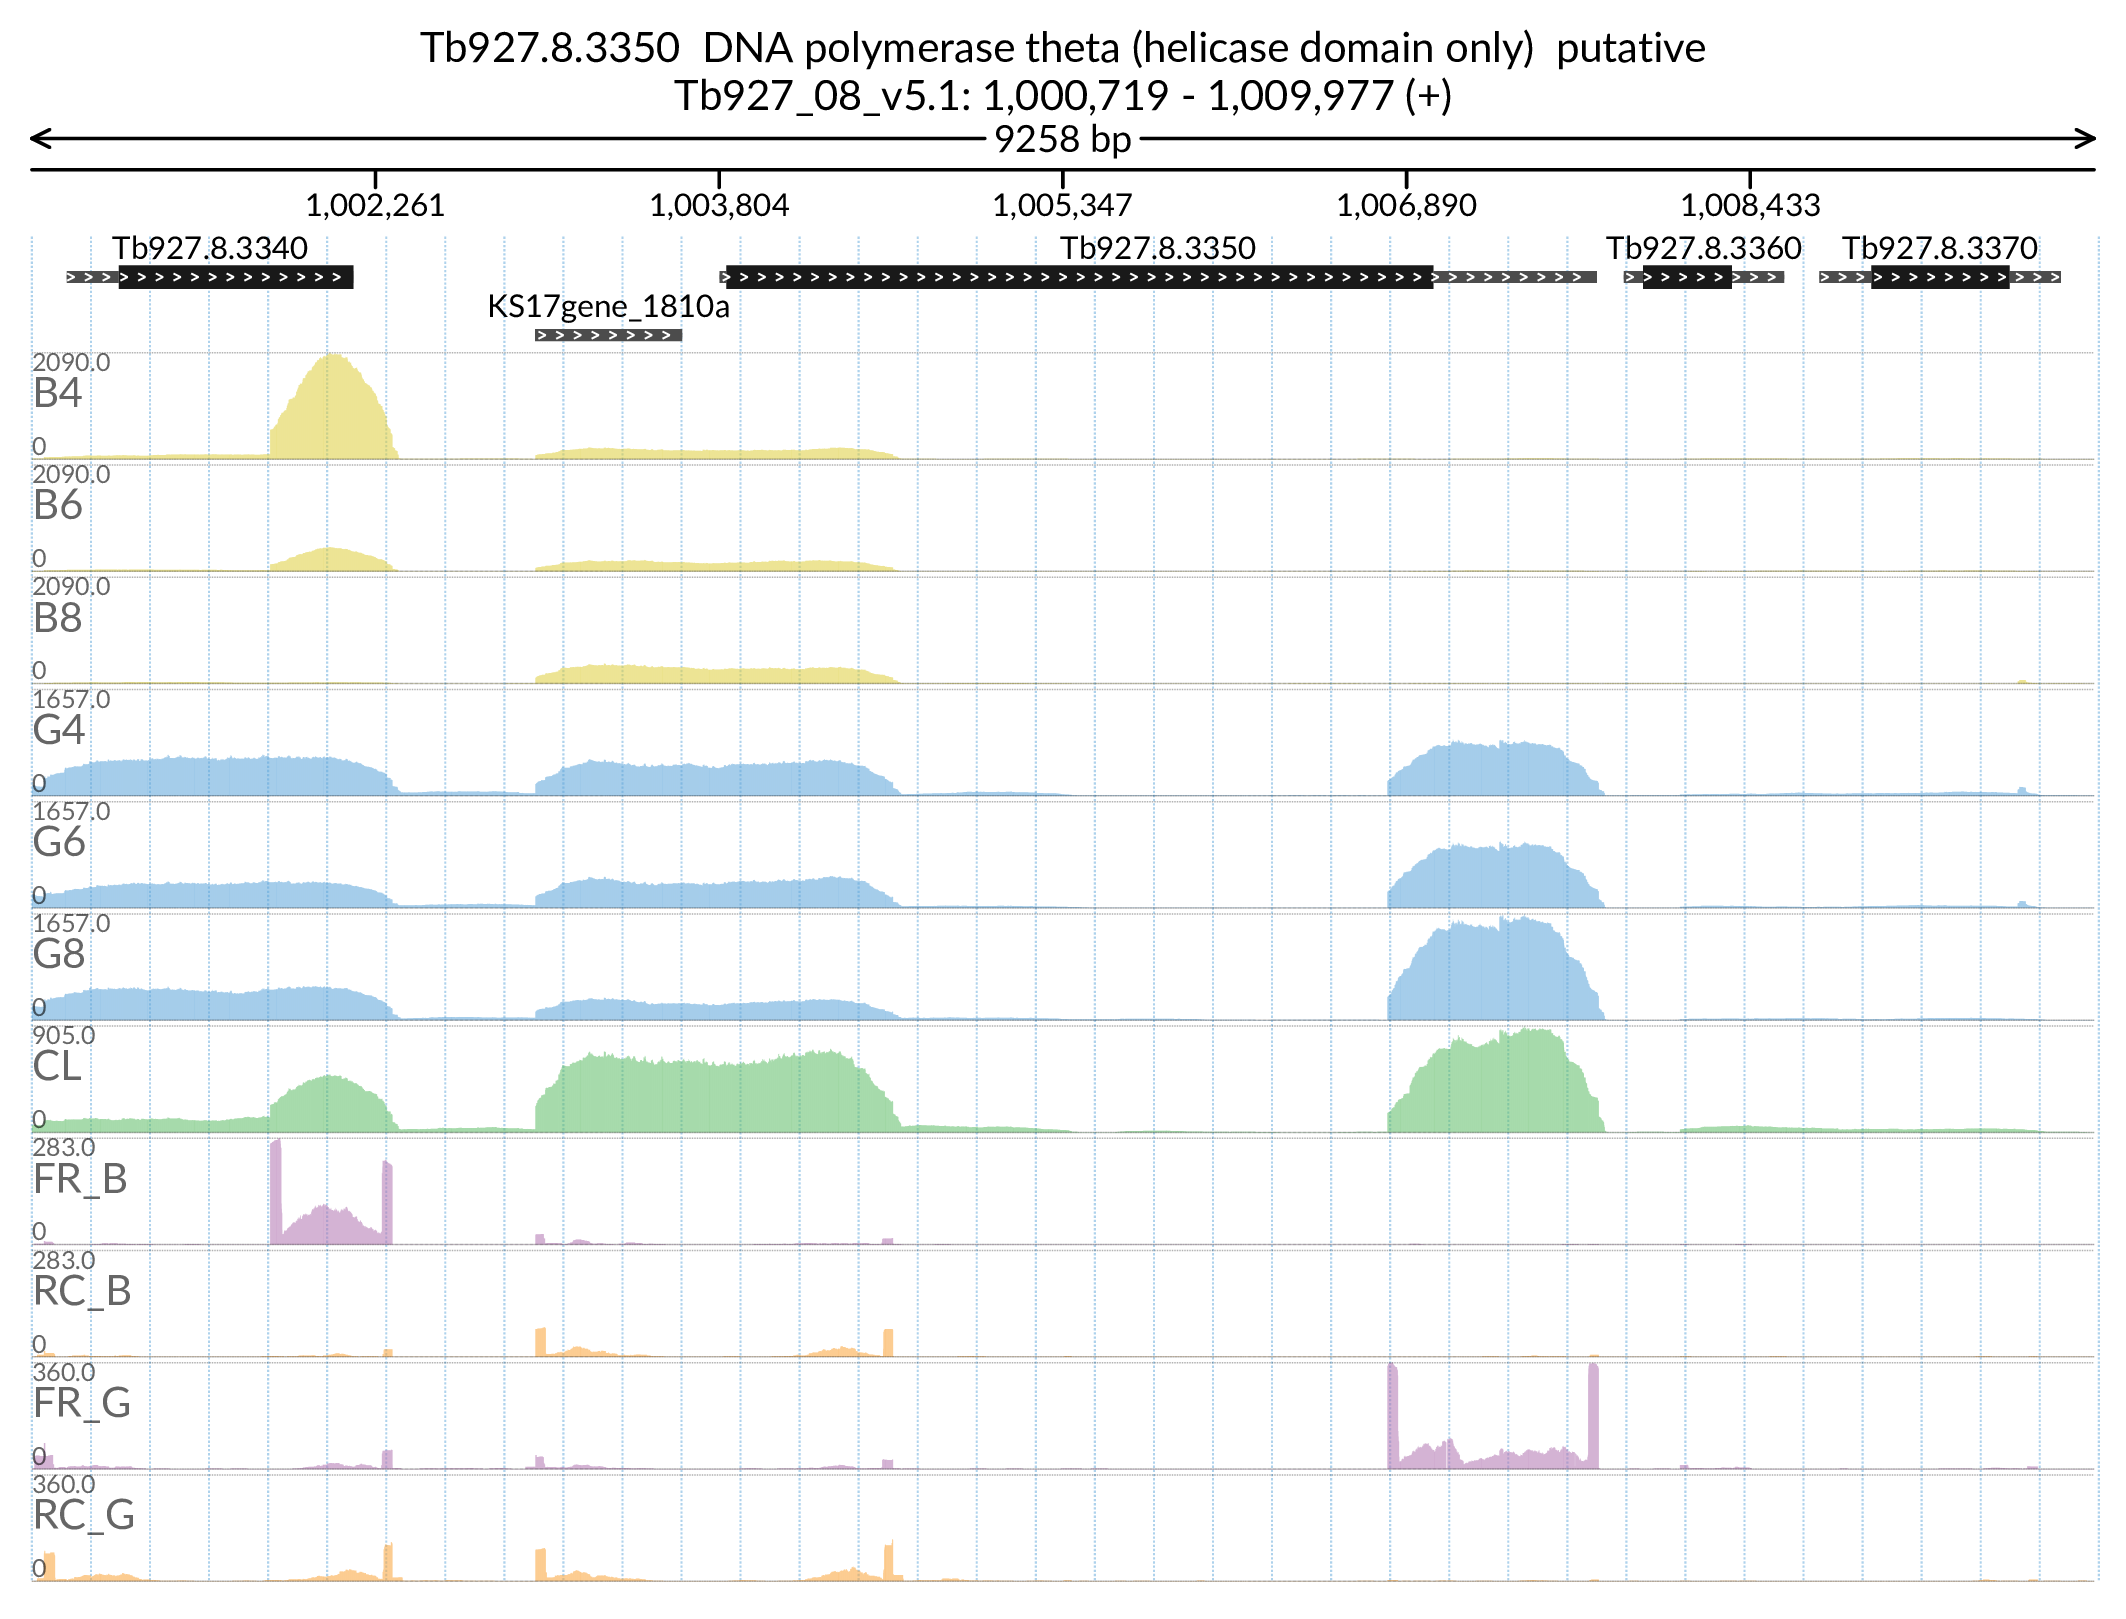 Tb927.8.3350  DNA polymerase theta (helicase domain only)  putative
Tb927_08_v5.1: 1,000,719 - 1,009,977 (+)
9258 bp
1,002,261 1,003,804 1,005,347 1,006,890 1,008,433
Tb927.8.3340 Tb927.8.3350 Tb927.8.3360 Tb927.8.3370
KS17gene_1810a
2090.0
B4
0
2090.0
B6
0
2090.0
B8
0
1657.0
G4
0
1657.0
G6
0
1657.0
G8
0
905.0
CL
0
283.0
FR_B
0
283.0
RC_B
0
360.0
FR_G
0
360.0
RC_G
0